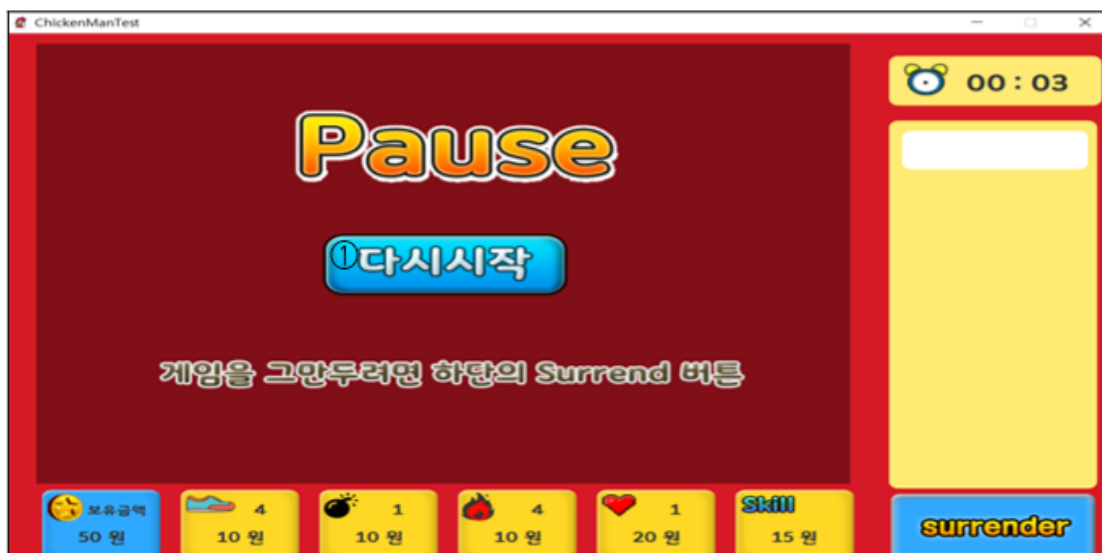 ChickenManTest
00 : 03
Pause
①다시시작
게임을 그만두려면 하단의 Surrend 버튼
보유금액
50 원
4
10 원
1
10 원
4
10 원
1
20 원
Skill
15 원
surrender